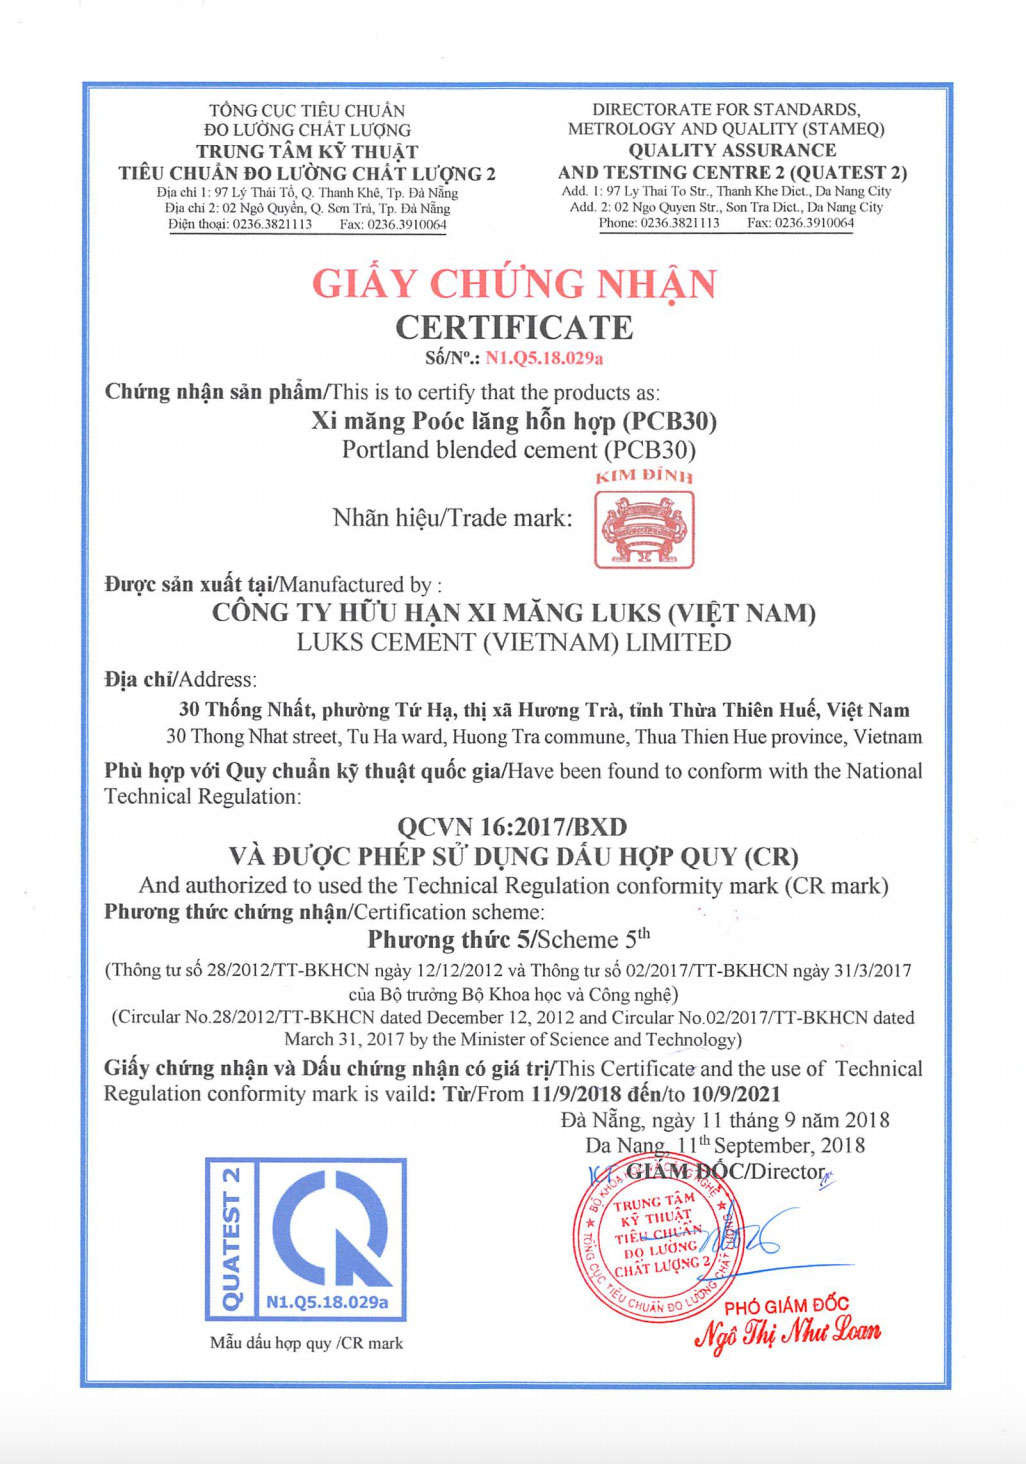 TỔNG CỤC TIÊU CHUẨN
ĐO LƯỜNG CHẤT LƯỢNG
TRUNG TÂM KỸ THUẬT
TIÊU CHUẨN ĐO LƯỜNG CHẤT LƯỢNG 2
Địa chỉ 1: 97 Lý Thái Tổ, Q. Thanh Khê, Tp. Đà Nẵng
Địa chỉ 2: 02 Ngô Quyền, Q. Sơn Trà, Tp. Đà Nẵng
Điện thoại: 0236.3821113 Fax: 0236.3910064
DIRECTORATE FOR STANDARDS,
METROLOGY AND QUALITY (STAMEQ)
QUALITY ASSURANCE
AND TESTING CENTRE 2 (QUATEST 2)
Add. 1: 97 Ly Thai To Str., Thanh Khe Dict., Da Nang City
Add. 2: 02 Ngo Quyen Str., Son Tra Dict., Da Nang City
Phone: 0236.3821113 Fax: 0236.3910064
GIẤY CHỨNG NHẬN
CERTIFICATE
Số/Nº.: N1.Q5.18.029a
Chứng nhận sản phẩm/This is to certify that the products as:
Xi măng Poóc lăng hỗn hợp (PCB30)
Portland blended cement (PCB30)
KIM ĐỈNH
Nhãn hiệu/Trade mark:
Được sản xuất tại/Manufactured by :
CÔNG TY HỮU HẠN XI MĂNG LUKS (VIỆT NAM)
LUKS CEMENT (VIETNAM) LIMITED
Địa chỉ/Address:
30 Thống Nhất, phường Tứ Hạ, thị xã Hương Trà, tỉnh Thừa Thiên Huế, Việt Nam
30 Thong Nhat street, Tu Ha ward, Huong Tra commune, Thua Thien Hue province, Vietnam
Phù hợp với Quy chuẩn kỹ thuật quốc gia/Have been found to conform with the National
Technical Regulation:
QCVN 16:2017/BXD
VÀ ĐƯỢC PHÉP SỬ DỤNG DẤU HỢP QUY (CR)
And authorized to used the Technical Regulation conformity mark (CR mark)
Phương thức chứng nhận/Certification scheme:
Phương thức 5/Scheme 5th
(Thông tư số 28/2012/TT-BKHCN ngày 12/12/2012 và Thông tư số 02/2017/TT-BKHCN ngày 31/3/2017
của Bộ trưởng Bộ Khoa học và Công nghệ)
(Circular No.28/2012/TT-BKHCN dated December 12, 2012 and Circular No.02/2017/TT-BKHCN dated
March 31, 2017 by the Minister of Science and Technology)
Giấy chứng nhận và Dấu chứng nhận có giá trị/This Certificate and the use of Technical
Regulation conformity mark is vaild: Từ/From 11/9/2018 đến/to 10/9/2021
Đà Nẵng, ngày 11 tháng 9 năm 2018
Da Nang, 11th September, 2018
KT GIÁM ĐỐC/Director
BỘ KHOA HỌC VÀ CÔNG NGHỆ
TỔNG CỤC TIÊU CHUẨN ĐO LƯỜNG CHẤT LƯỢNG
TRUNG TÂM
KỸ THUẬT
TIÊU CHUẨN
ĐO LƯỜNG
CHẤT LƯỢNG 2
PHÓ GIÁM ĐỐC
Ngô Thị Như Loan
QUATEST 2
N1.Q5.18.029a
Mẫu dấu hợp quy /CR mark